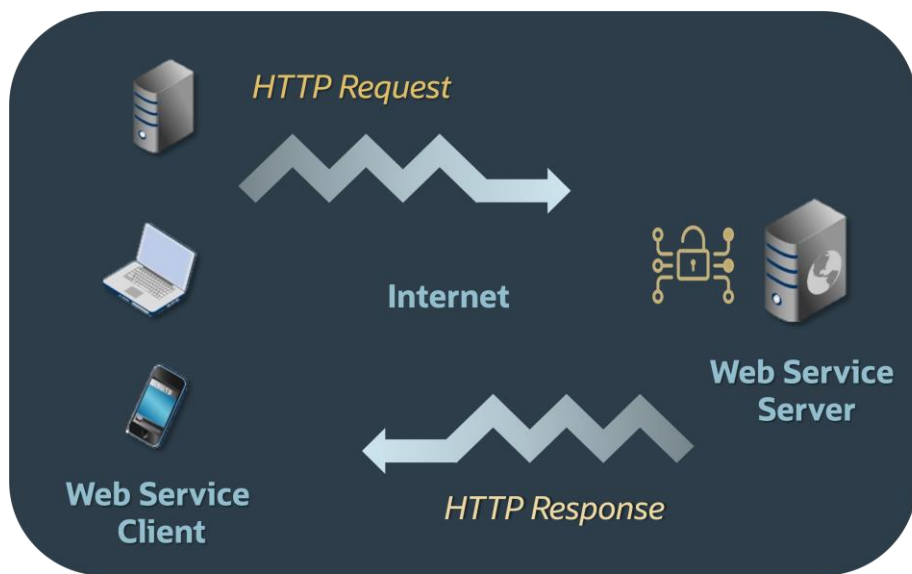 HTTP Request
Internet
Web Service
Server
Web Service
Client
HTTP Response